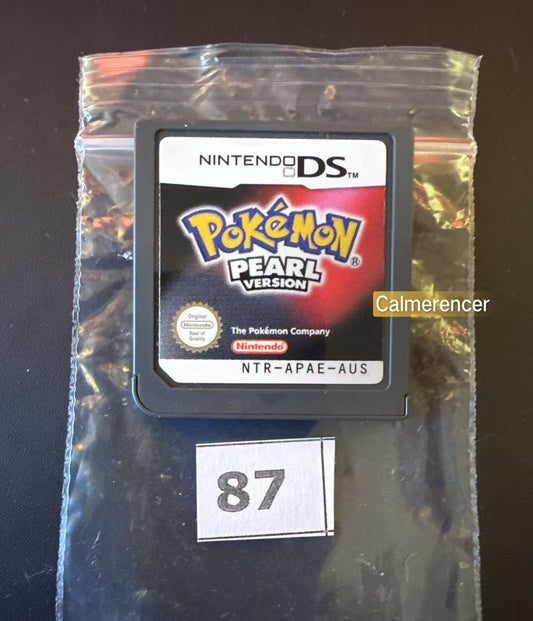 NINTENDO DS TM
POKéMON ®
PEARL
VERSION
Calmerencer
Original
Nintendo
Seal of
Quality
The Pokémon Company
Nintendo
NTR-APAE-AUS
87